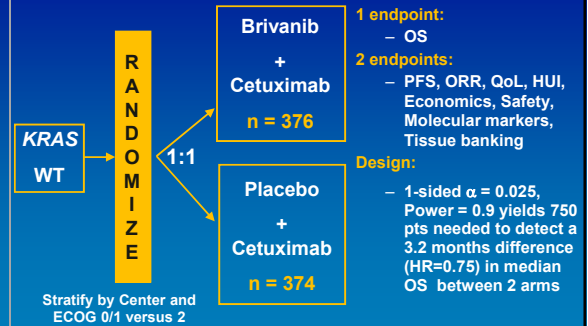 KRAS
WT
R
A
N
D
O
M
I
Z
E
1:1
Stratify by Center and
ECOG 0/1 versus 2
Brivanib
+
Cetuximab
n = 376
Placebo
+
Cetuximab
n = 374
1 endpoint:
– OS
2 endpoints:
– PFS, ORR, QoL, HUI,
Economics, Safety,
Molecular markers,
Tissue banking
Design:
– 1-sided α = 0.025,
Power = 0.9 yields 750
pts needed to detect a
3.2 months difference
(HR=0.75) in median
OS between 2 arms